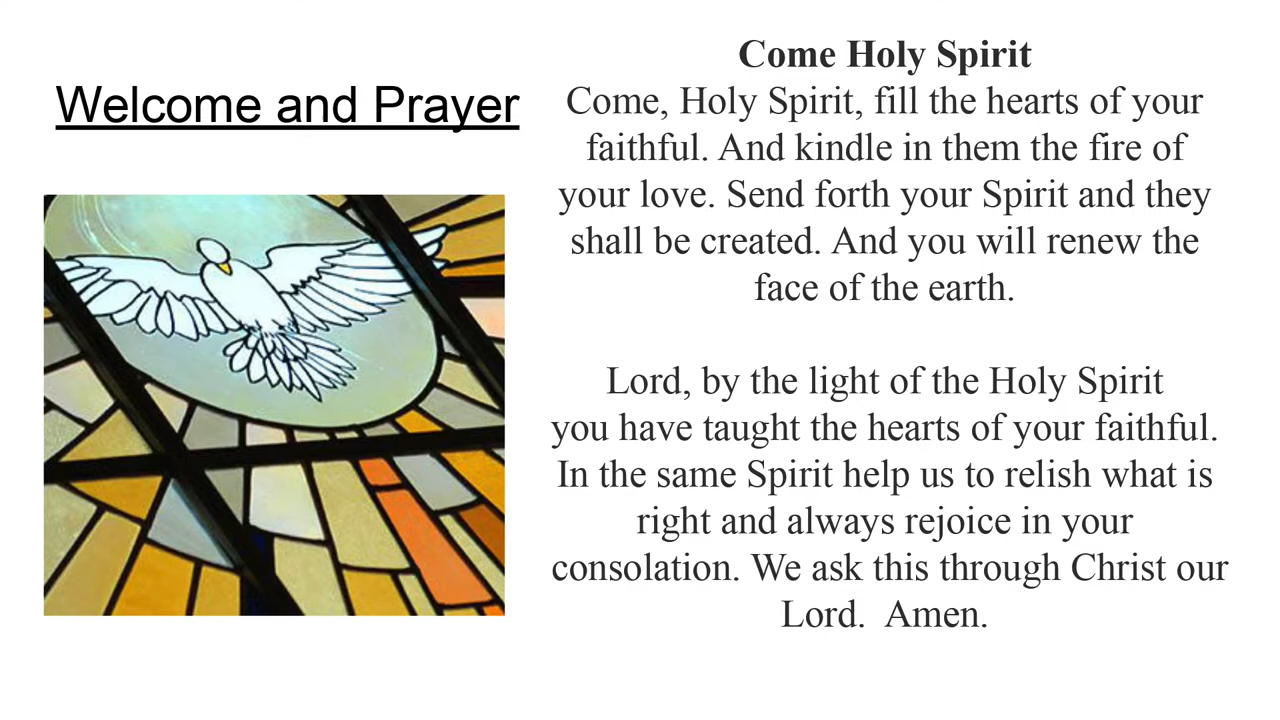 Welcome and Prayer
Come Holy Spirit
Come, Holy Spirit, fill the hearts of your
faithful. And kindle in them the fire of
your love. Send forth your Spirit and they
shall be created. And you will renew the
face of the earth.
Lord, by the light of the Holy Spirit
you have taught the hearts of your faithful.
In the same Spirit help us to relish what is
right and always rejoice in your
consolation. We ask this through Christ our
Lord.  Amen.